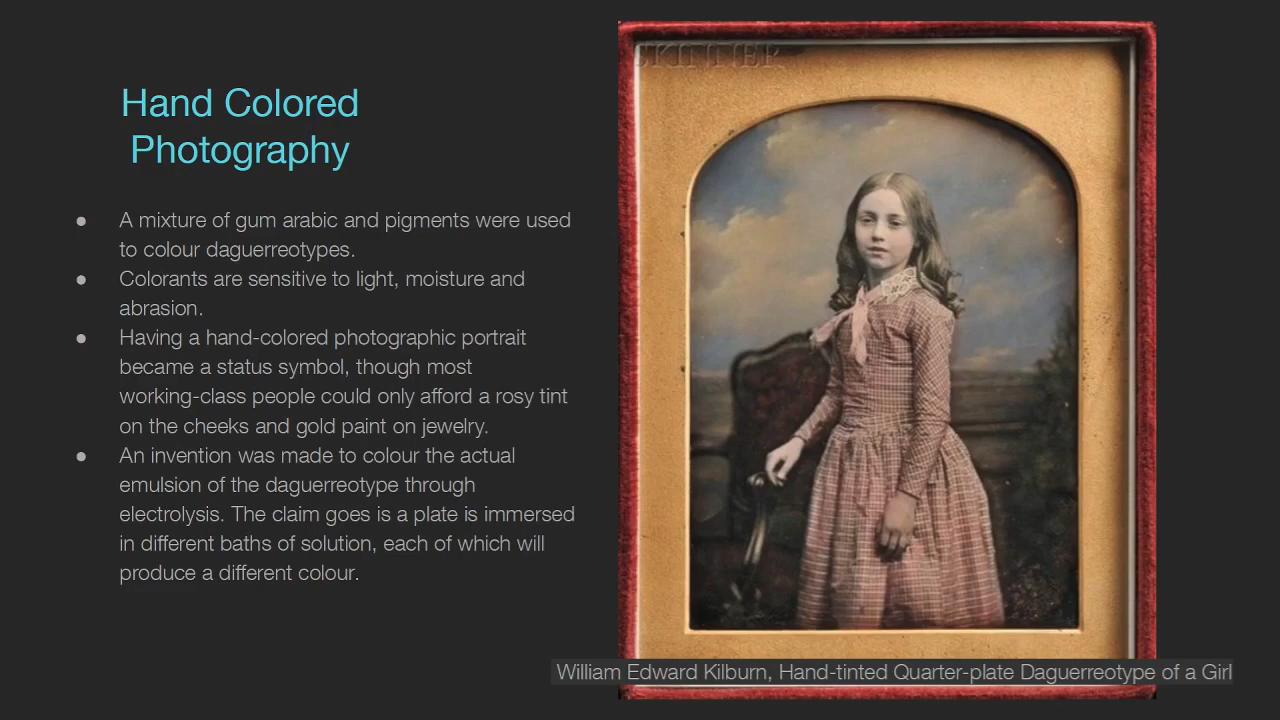 Hand Colored
Photography
● A mixture of gum arabic and pigments were used
to colour daguerreotypes.
● Colorants are sensitive to light, moisture and
abrasion.
● Having a hand-colored photographic portrait
became a status symbol, though most
working-class people could only afford a rosy tint
on the cheeks and gold paint on jewelry.
● An invention was made to colour the actual
emulsion of the daguerreotype through
electrolysis. The claim goes is a plate is immersed
in different baths of solution, each of which will
produce a different colour.
SKINNER
William Edward Kilburn, Hand-tinted Quarter-plate Daguerreotype of a Girl